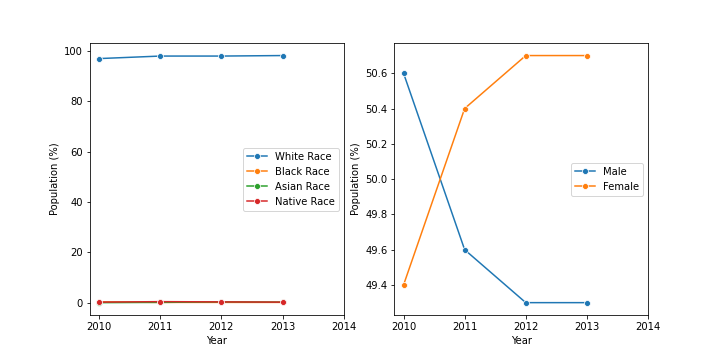 100
80
60
40
20
0
Population (%)
2010 2011 2012 2013 2014
Year
White Race
Black Race
Asian Race
Native Race
50.6
50.4
50.2
50.0
49.8
49.6
49.4
Population (%)
2010 2011 2012 2013 2014
Year
Male
Female